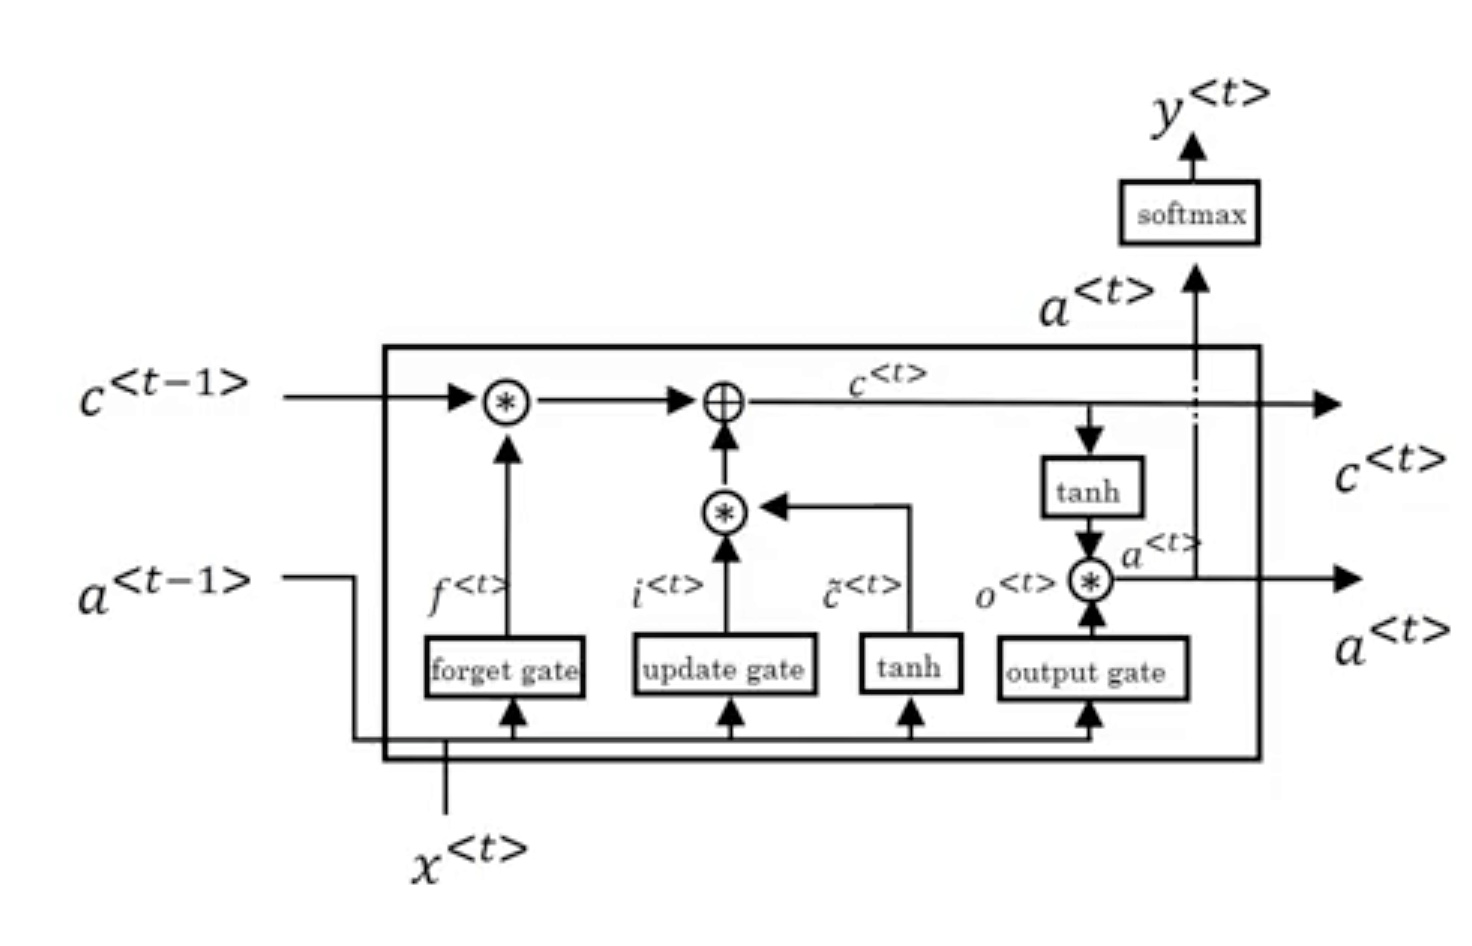 y<t>
softmax
a<t>
c<t-1>
c<t>
*
c<t>
tanh
*
a<t-1>
f<t>
i<t>
c̃<t>
o<t>
*
a<t>
a<t>
forget gate
update gate
tanh
output gate
x<t>